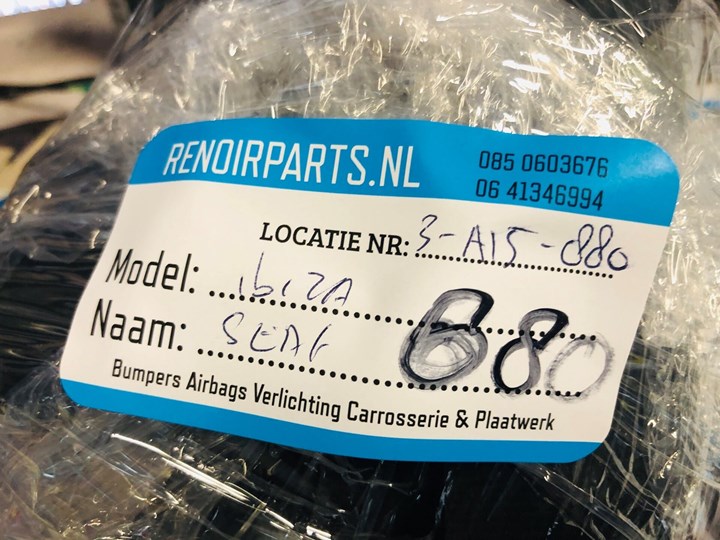 RENOIRPARTS.NL
085 0603676
06 41346994
LOCATIE NR: 3-A15-880
Model: ibiza
Naam: SEAt
880
Bumpers Airbags Verlichting Carrosserie & Plaatwerk